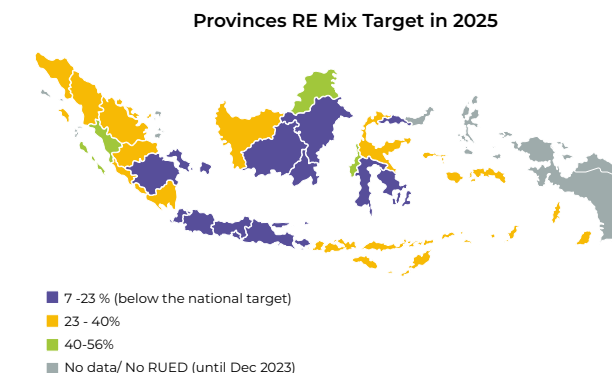 Provinces RE Mix Target in 2025
7 -23 % (below the national target)
23 - 40%
40-56%
No data/ No RUED (until Dec 2023)